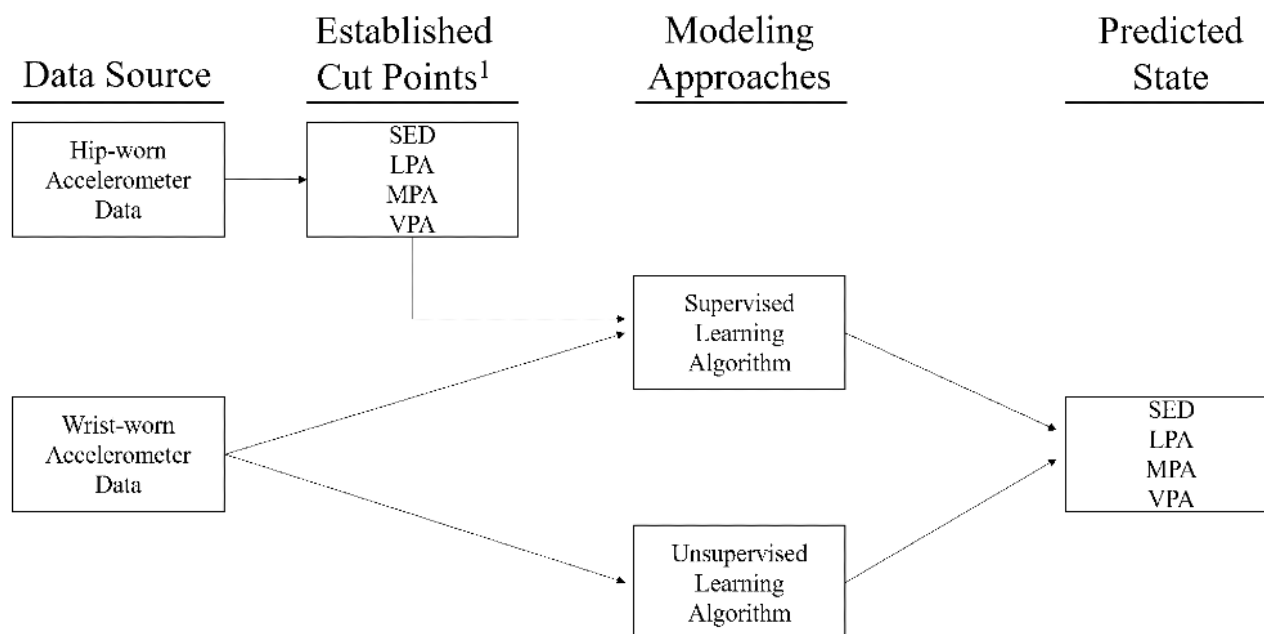 Data Source
Established
Cut Points¹
Modeling
Approaches
Predicted
State
Hip-worn
Accelerometer
Data
SED
LPA
MPA
VPA
Supervised
Learning
Algorithm
Wrist-worn
Accelerometer
Data
SED
LPA
MPA
VPA
Unsupervised
Learning
Algorithm